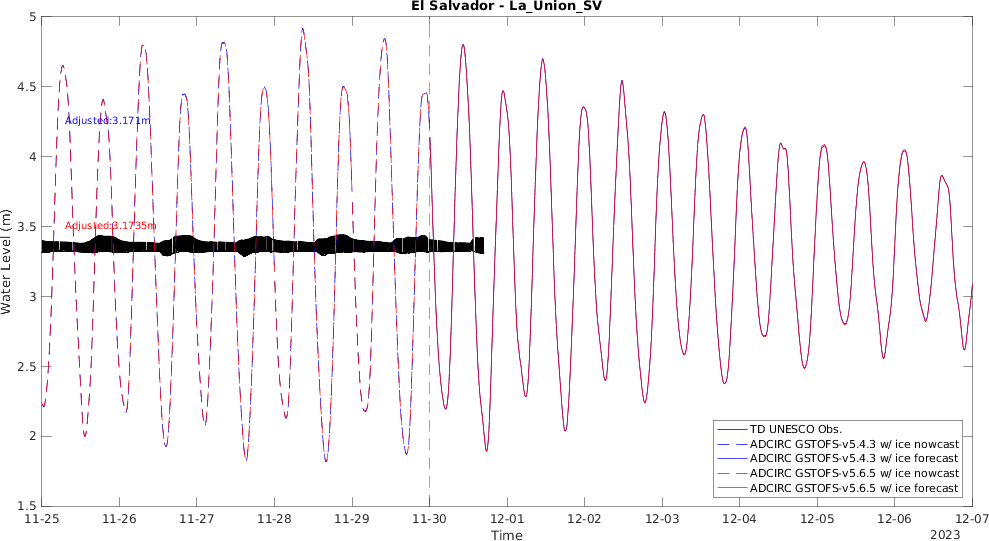 El Salvador - La_Union_SV
5
4.5
4
3.5
3
2.5
2
1.5
Water Level (m)
Adjusted:3.171m
Adjusted:3.1735m
TD UNESCO Obs.
ADCIRC GSTOFS-v5.4.3 w/ ice nowcast
ADCIRC GSTOFS-v5.4.3 w/ ice forecast
ADCIRC GSTOFS-v5.6.5 w/ ice nowcast
ADCIRC GSTOFS-v5.6.5 w/ ice forecast
11-25 11-26 11-27 11-28 11-29 11-30 12-01 12-02 12-03 12-04 12-05 12-06 12-07
Time
2023